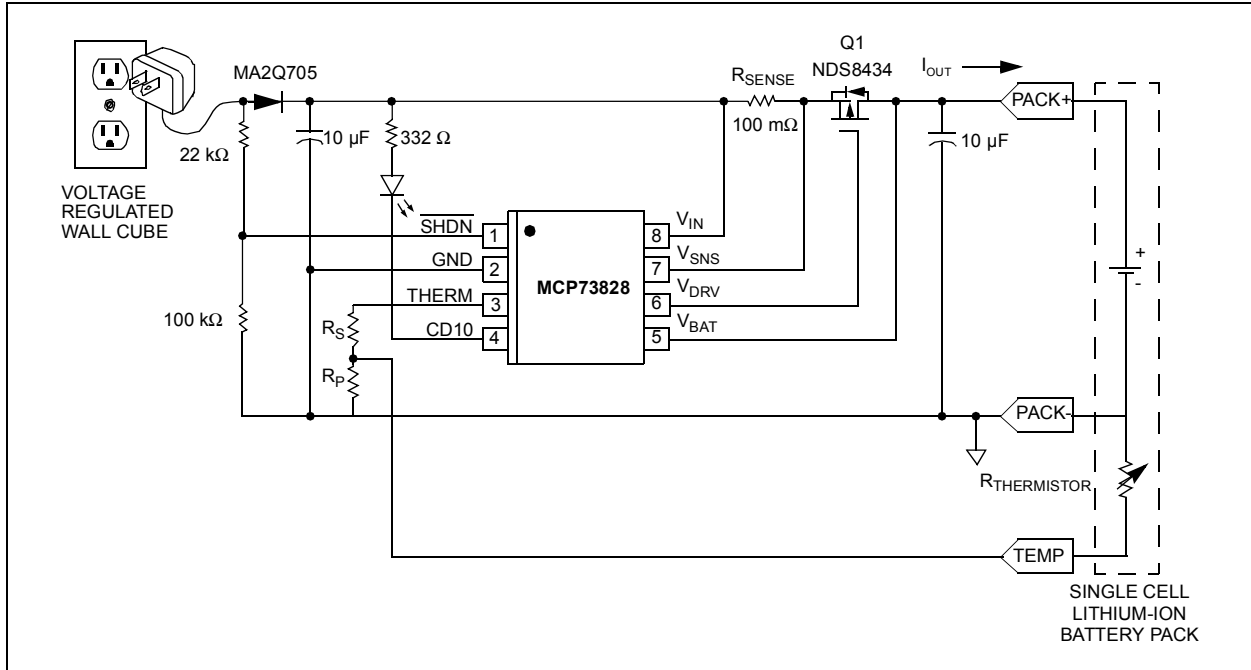 Q1
NDS8434
MA2Q705
R_SENSE
I_OUT
PACK+
22 kΩ
10 µF
332 Ω
100 mΩ
10 µF
VOLTAGE
REGULATED
WALL CUBE
SHDN
1
8
V_IN
+
GND
2
7
V_SNS
MCP73828
-
THERM
3
6
V_DRV
100 kΩ
R_S
CD10
4
5
V_BAT
R_P
PACK-
R_THERMISTOR
TEMP
SINGLE CELL
LITHIUM-ION
BATTERY PACK